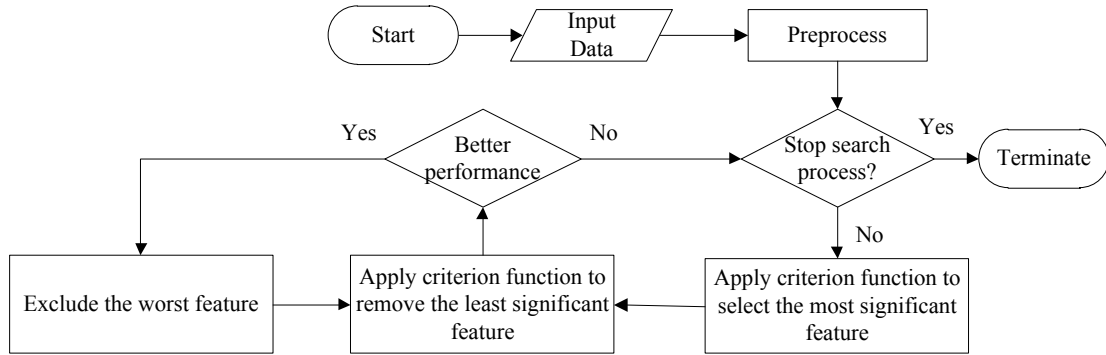 Start
Input
Data
Preprocess
Yes
Better
performance
No
Stop search
process?
Yes
Terminate
No
Exclude the worst feature
Apply criterion function to
remove the least significant
feature
Apply criterion function to
select the most significant
feature